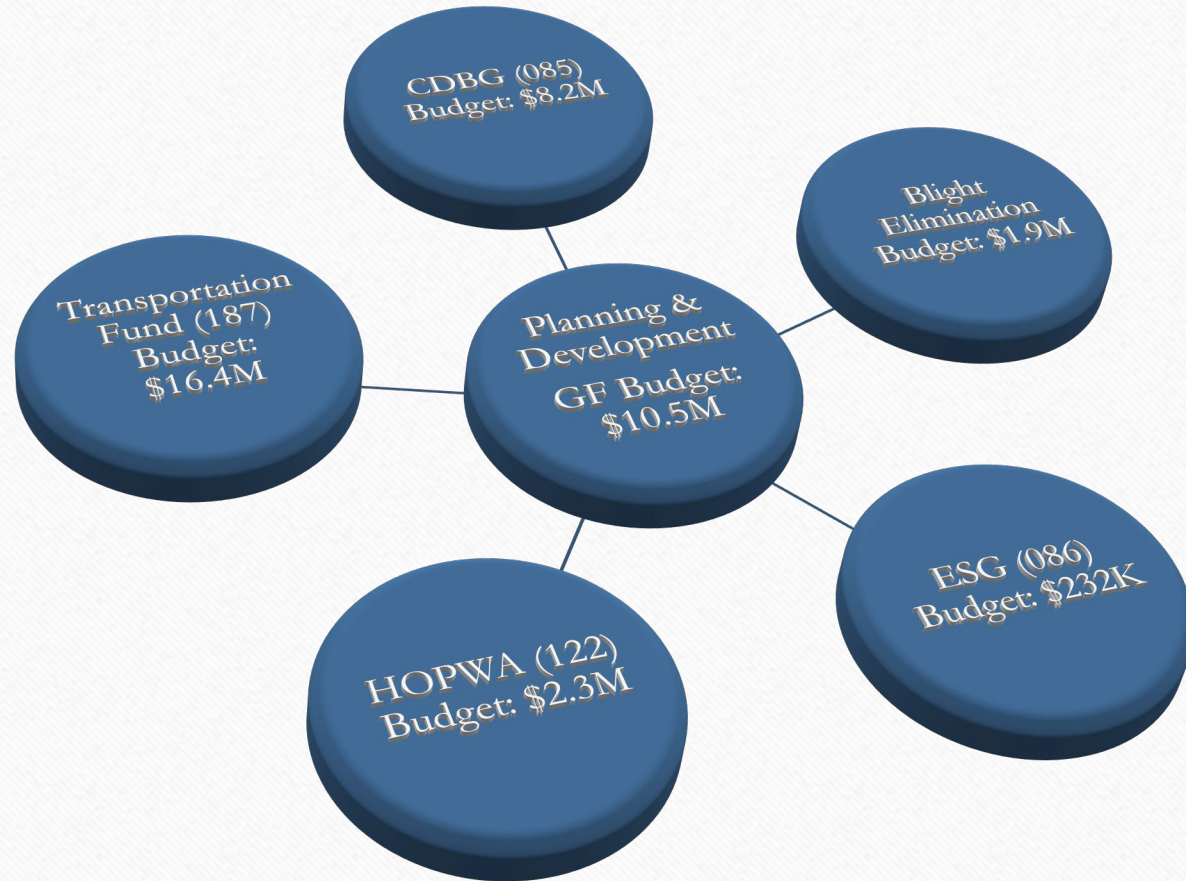 CDBG (085)
Budget: $8.2M
Blight
Elimination
Budget: $1.9M
Transportation
Fund (187)
Budget:
$16.4M
Planning &
Development
GF Budget:
$10.5M
ESG (086)
Budget: $232K
HOPWA (122)
Budget: $2.3M